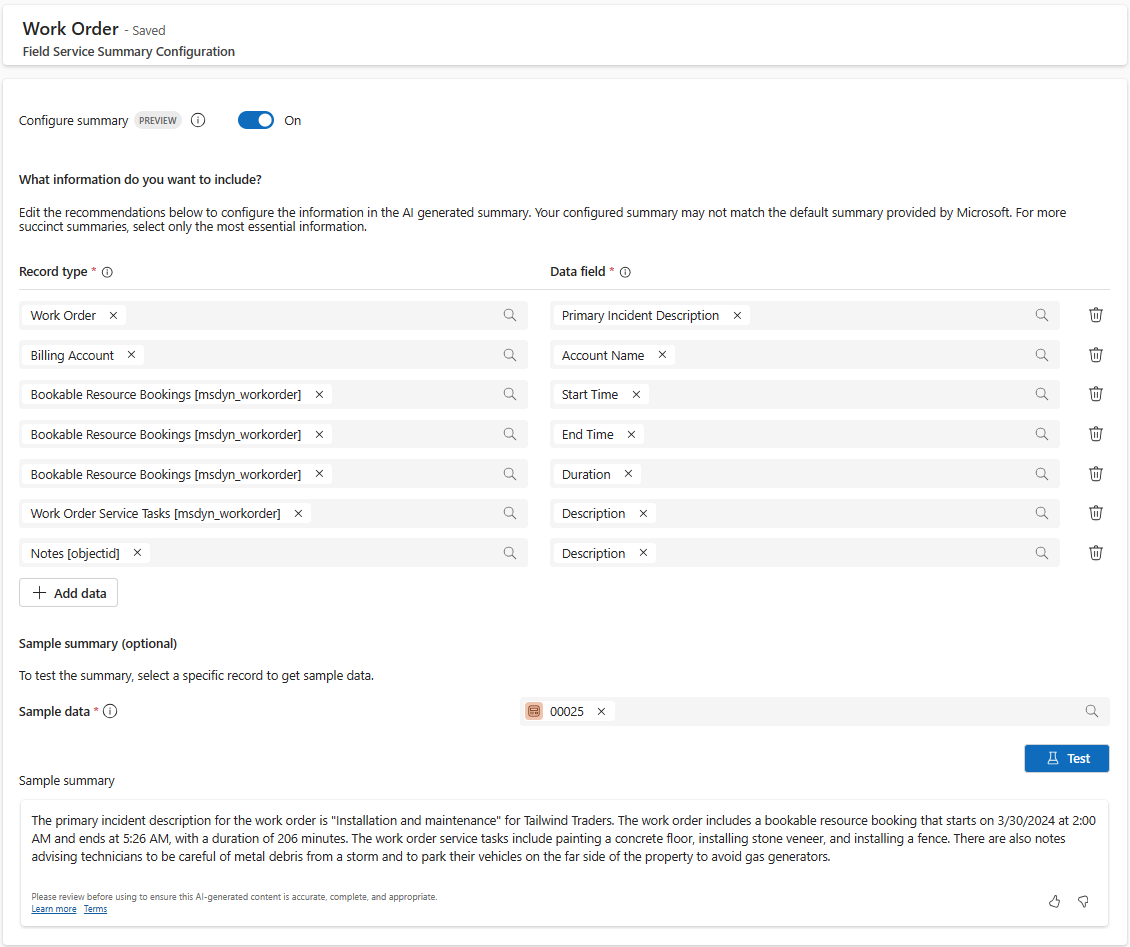 Work Order - Saved
Field Service Summary Configuration
Configure summary PREVIEW On
What information do you want to include?
Edit the recommendations below to configure the information in the AI generated summary. Your configured summary may not match the default summary provided by Microsoft. For more
succinct summaries, select only the most essential information.
Record type * Data field *
Work Order Primary Incident Description
Billing Account Account Name
Bookable Resource Bookings [msdyn_workorder] Start Time
Bookable Resource Bookings [msdyn_workorder] End Time
Bookable Resource Bookings [msdyn_workorder] Duration
Work Order Service Tasks [msdyn_workorder] Description
Notes [objectid] Description
Add data
Sample summary (optional)
To test the summary, select a specific record to get sample data.
Sample data * 00025
Test
Sample summary
The primary incident description for the work order is "Installation and maintenance" for Tailwind Traders. The work order includes a bookable resource booking that starts on 3/30/2024 at 2:00
AM and ends at 5:26 AM, with a duration of 206 minutes. The work order service tasks include painting a concrete floor, installing stone veneer, and installing a fence. There are also notes
advising technicians to be careful of metal debris from a storm and to park their vehicles on the far side of the property to avoid gas generators.
Please review before using to ensure this AI-generated content is accurate, complete, and appropriate.
Learn more Terms